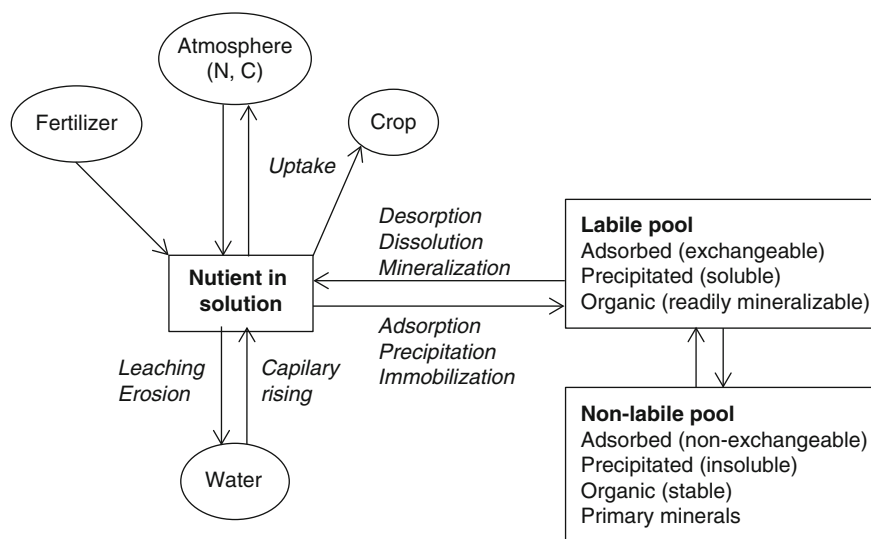 Atmosphere
(N, C)
Fertilizer
Crop
Uptake
Desorption
Dissolution
Mineralization
Labile pool
Adsorbed (exchangeable)
Precipitated (soluble)
Organic (readily mineralizable)
Nutient in
solution
Adsorption
Precipitation
Immobilization
Leaching
Erosion
Capilary
rising
Non-labile pool
Adsorbed (non-exchangeable)
Precipitated (insoluble)
Organic (stable)
Primary minerals
Water